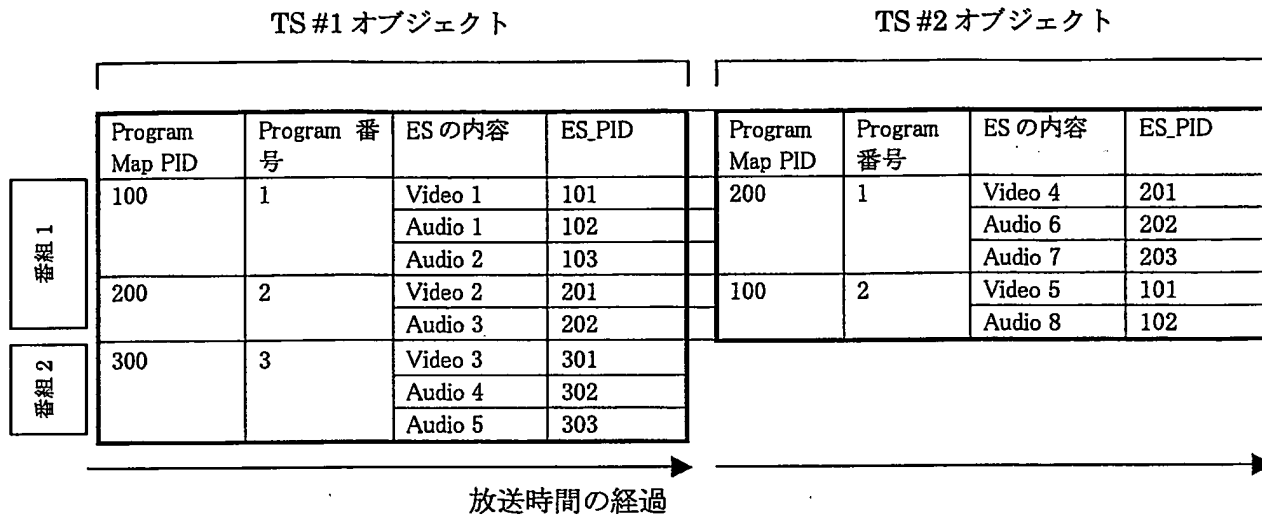 TS #1 オブジェクト
TS #2 オブジェクト
Program Map PID
Program 番号
ES の内容
ES_PID
Program Map PID
Program 番号
ES の内容
ES_PID
番組 1
100
1
Video 1
101
Audio 1
102
Audio 2
103
200
2
Video 2
201
Audio 3
202
番組 2
300
3
Video 3
301
Audio 4
302
Audio 5
303
200
1
Video 4
201
Audio 6
202
Audio 7
203
100
2
Video 5
101
Audio 8
102
放送時間の経過